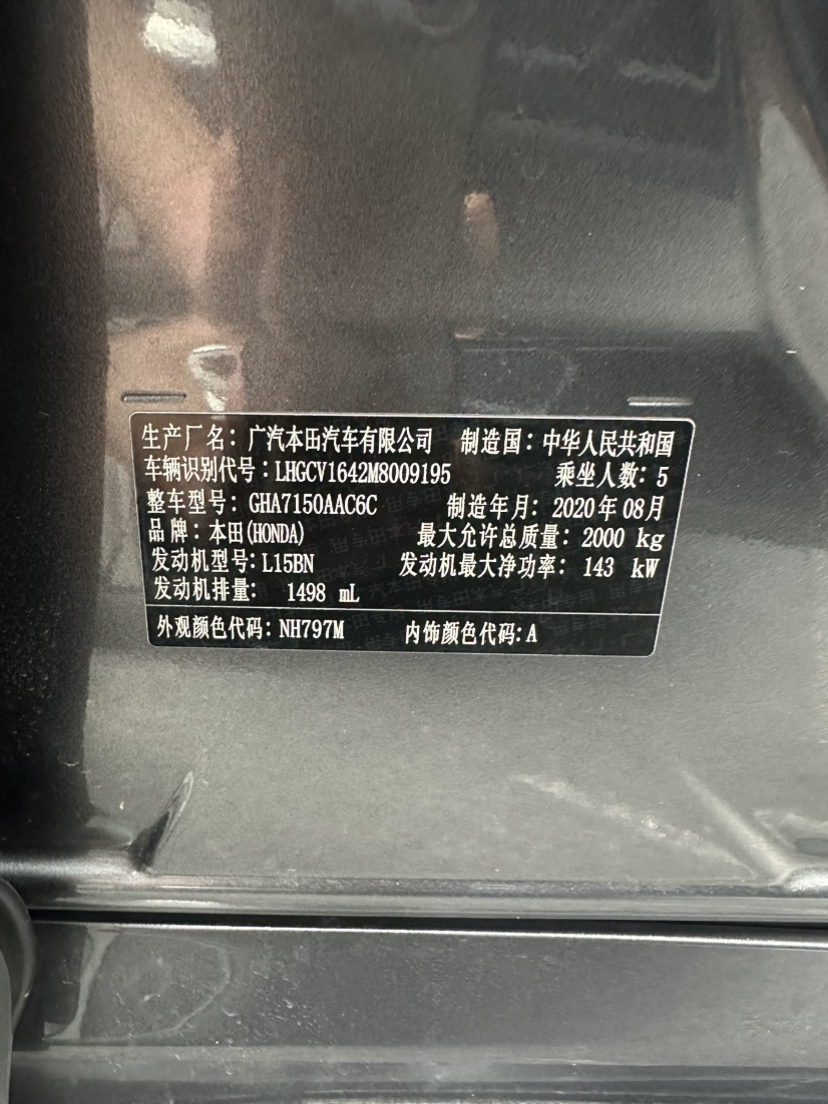 生产厂名：广汽本田汽车有限公司 制造国：中华人民共和国
车辆识别代号：LHGCV1642M8009195 乘坐人数：5
整车型号：GHA7150AAC6C 制造年月：2020年08月
品牌：本田(HONDA) 最大允许总质量：2000 kg
发动机型号：L15BN 发动机最大净功率：143 kW
发动机排量：1498 mL
外观颜色代码：NH797M 内饰颜色代码：A